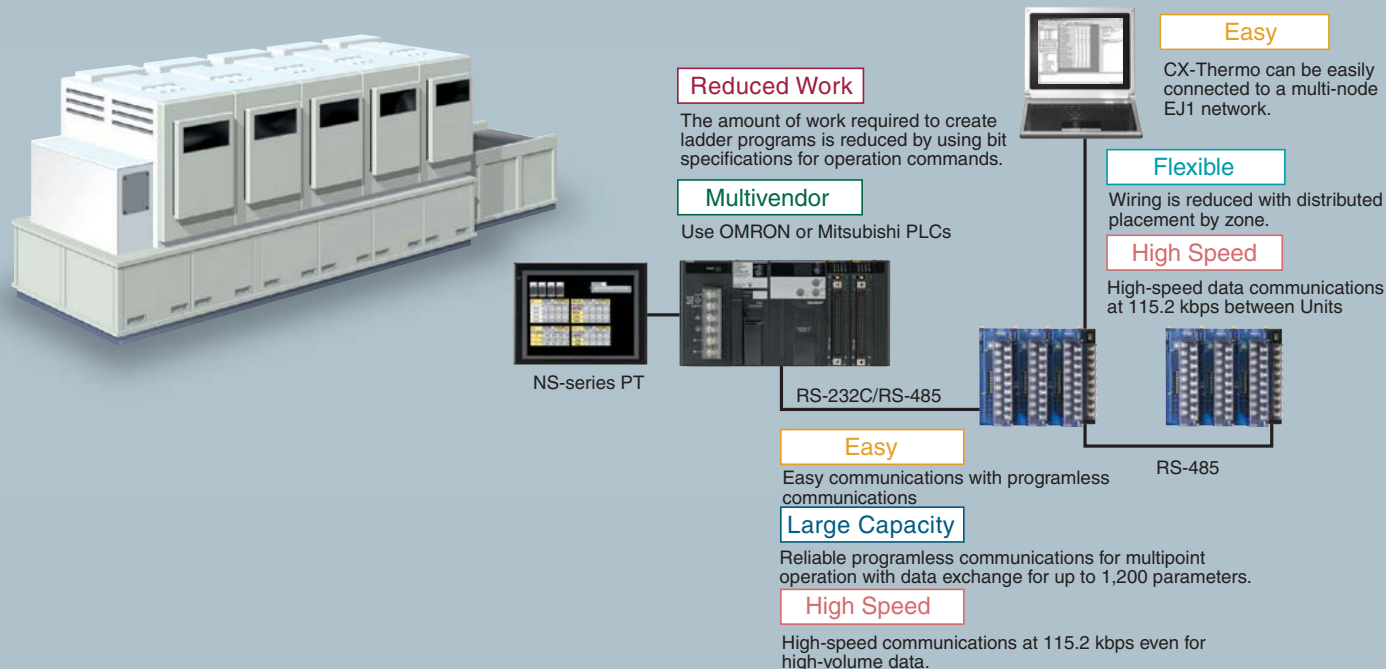 Easy
CX-Thermo can be easily
connected to a multi-node
EJ1 network.
Reduced Work
The amount of work required to create
ladder programs is reduced by using bit
specifications for operation commands.
Multivendor
Use OMRON or Mitsubishi PLCs
Flexible
Wiring is reduced with distributed
placement by zone.
High Speed
High-speed data communications
at 115.2 kbps between Units
NS-series PT
RS-232C/RS-485
RS-485
Easy
Easy communications with programless
communications
Large Capacity
Reliable programless communications for multipoint
operation with data exchange for up to 1,200 parameters.
High Speed
High-speed communications at 115.2 kbps even for
high-volume data.